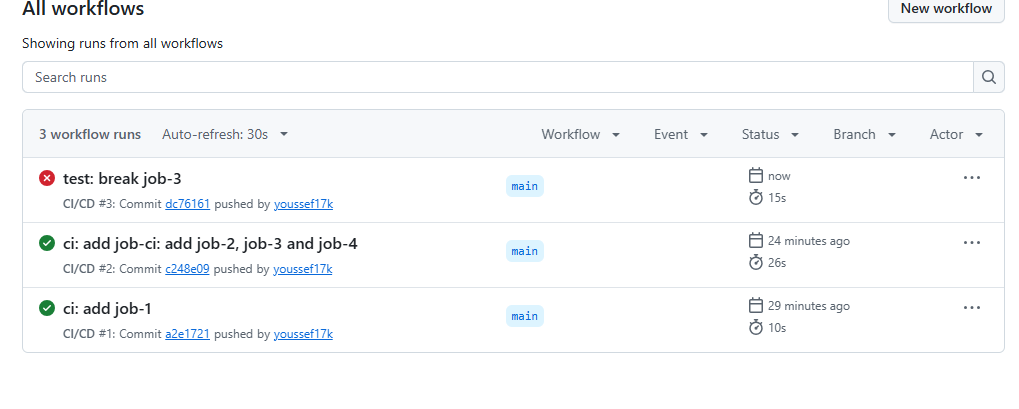 All workflows
New workflow
Showing runs from all workflows
Search runs
3 workflow runs Auto-refresh: 30s Workflow Event Status Branch Actor
test: break job-3
main
now
CI/CD #3: Commit dc76161 pushed by youssef17k
15s
ci: add job-ci: add job-2, job-3 and job-4
main
24 minutes ago
CI/CD #2: Commit c248e09 pushed by youssef17k
26s
ci: add job-1
main
29 minutes ago
CI/CD #1: Commit a2e1721 pushed by youssef17k
10s